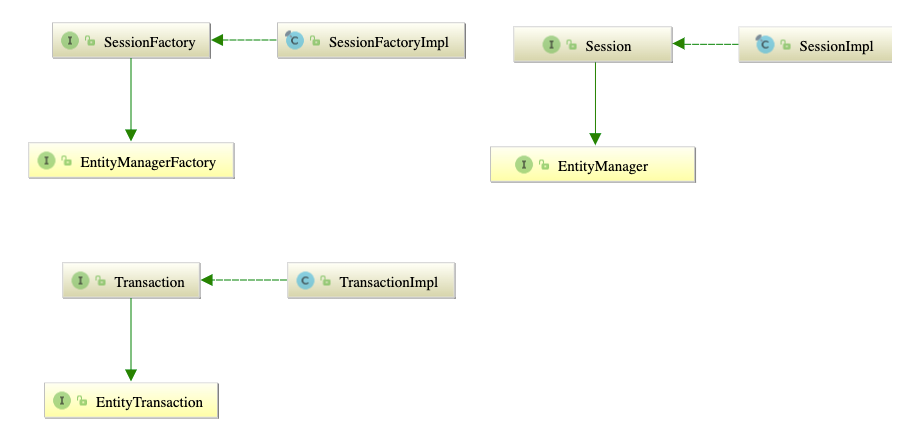 I SessionFactory
C SessionFactoryImpl
I Session
C SessionImpl
I EntityManagerFactory
I EntityManager
I Transaction
C TransactionImpl
I EntityTransaction